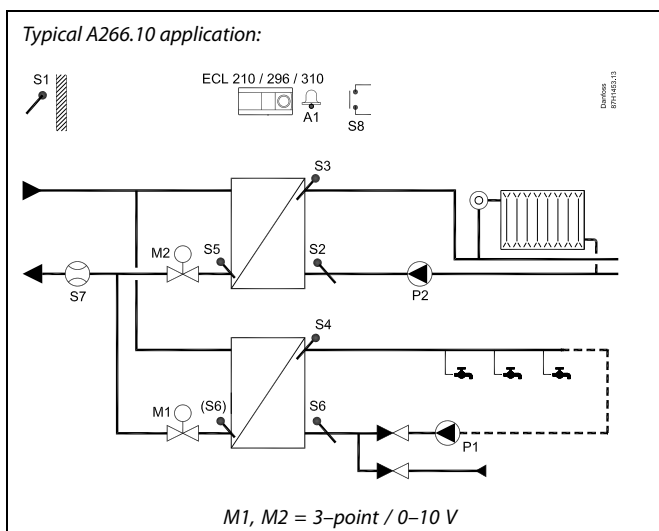 Typical A266.10 application:
S1
ECL 210 / 296 / 310
A1
S8
Danfoss
87H1453.13
S3
M2
S5
S2
S7
P2
S4
M1
(S6)
S6
P1
M1, M2 = 3–point / 0–10 V